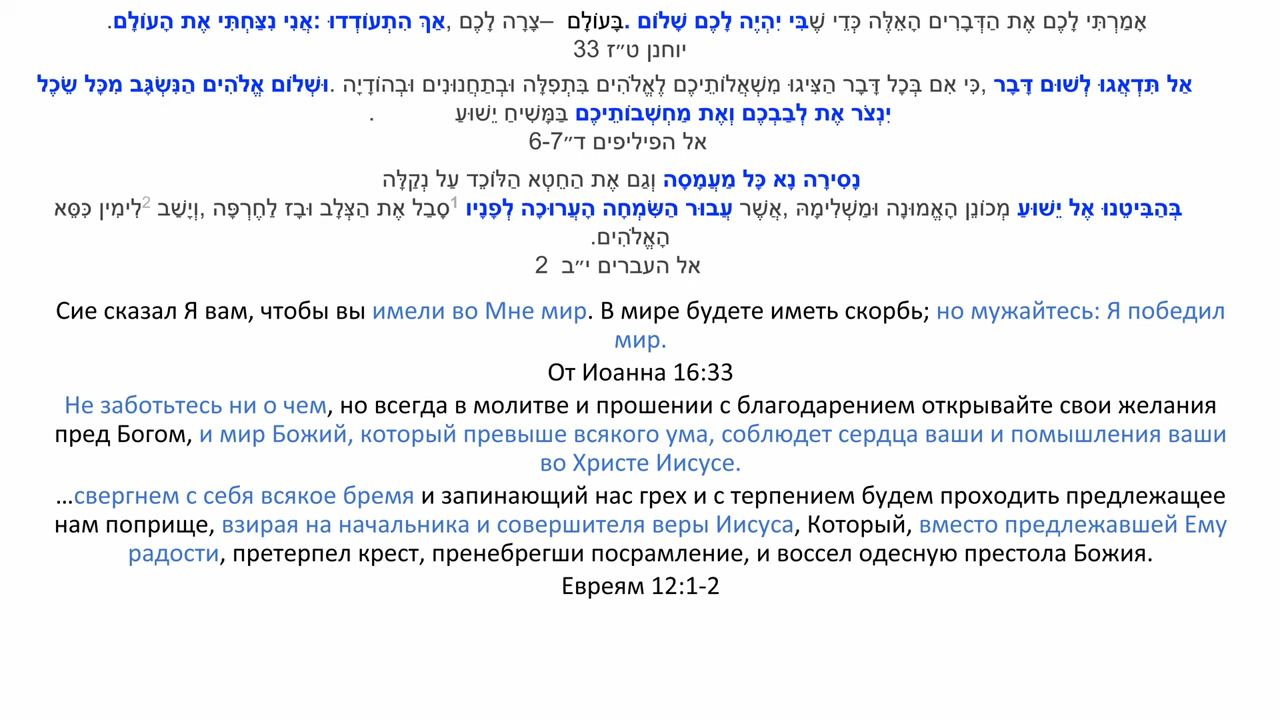 אָמַרְתִּי לָכֶם אֶת הַדְּבָרִים הָאֵלֶּה כְּדֵי שֶׁבִּי יִהְיֶה לָכֶם שָׁלוֹם .בָּעוֹלָם –צָרָה לָכֶם ,אַךְ הִתְעוֹדְדוּ :אֲנִי נִצַּחְתִּי אֶת הָעוֹלָם.
יוחנן ט״ז 33
אַל תִּדְאֲגוּ לְשׁוּם דָּבָר ,כִּי אִם בְּכָל דָּבָר הַצִּיגוּ מִשְׁאֲלוֹתֵיכֶם לֶאֱלֹהִים בִּתְפִלָּה וּבְתַחֲנוּנִים וּבְהוֹדָיָה .וּשְׁלוֹם אֱלֹהִים הַנִּשְׂגָּב מִכָּל שֵׂכֶל
יִנְצֹר אֶת לְבַבְכֶם וְאֶת מַחְשְׁבוֹתֵיכֶם בַּמָּשִׁיחַ יֵשׁוּעַ .
אל הפיליפים ד״6-7
נָסִירָה נָא כָּל מַעֲמָסָה וְגַם אֶת הַחֵטְא הַלּוֹכֵד עַל נְקַלָּה
בְּהַבִּיטֵנוּ אֶל יֵשׁוּעַ מְכוֹנֵן הָאֱמוּנָה וּמַשְׁלִימָהּ ,אֲשֶׁר עֲבוּר הַשִּׂמְחָה הָעֲרוּכָה לְפָנָיו 1סָבַל אֶת הַצְּלָב וּבָז לַחֶרְפָּה ,וְיָשַׁב 2לִימִין כִּסֵּא
הָאֱלֹהִים.
אל העברים י״ב 2
Сие сказал Я вам, чтобы вы имели во Мне мир. В мире будете иметь скорбь; но мужайтесь: Я победил
мир.
От Иоанна 16:33
Не заботьтесь ни о чем, но всегда в молитве и прошении с благодарением открывайте свои желания
пред Богом, и мир Божий, который превыше всякого ума, соблюдет сердца ваши и помышления ваши
во Христе Иисусе.
…свергнем с себя всякое бремя и запинающий нас грех и с терпением будем проходить предлежащее
нам поприще, взирая на начальника и совершителя веры Иисуса, Который, вместо предлежавшей Ему
радости, претерпел крест, пренебрегши посрамление, и воссел одесную престола Божия.
Евреям 12:1-2